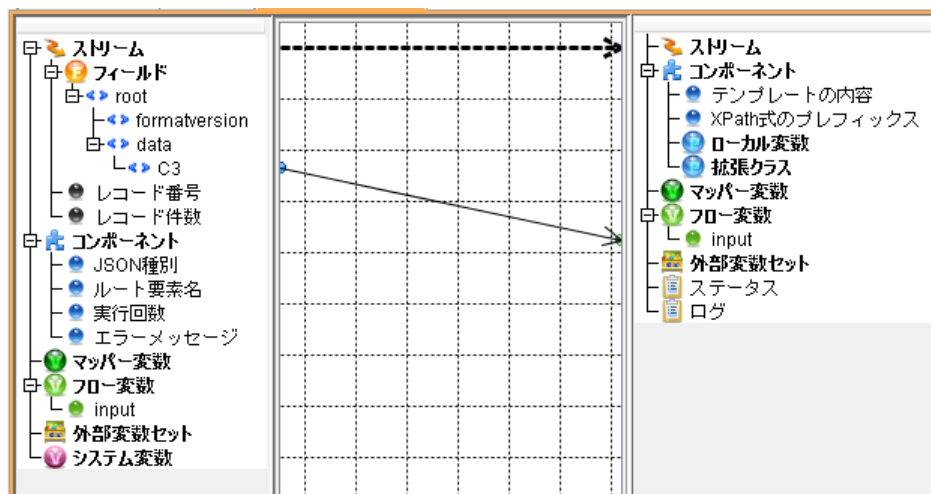 ストリーム
フィールド
root
formatversion
data
C3
レコード番号
レコード件数
コンポーネント
JSON種別
ルート要素名
実行回数
エラーメッセージ
マッパー変数
フロー変数
input
外部変数セット
システム変数
ストリーム
コンポーネント
テンプレートの内容
XPath式のプレフィックス
ローカル変数
拡張クラス
マッパー変数
フロー変数
input
外部変数セット
ステータス
ログ